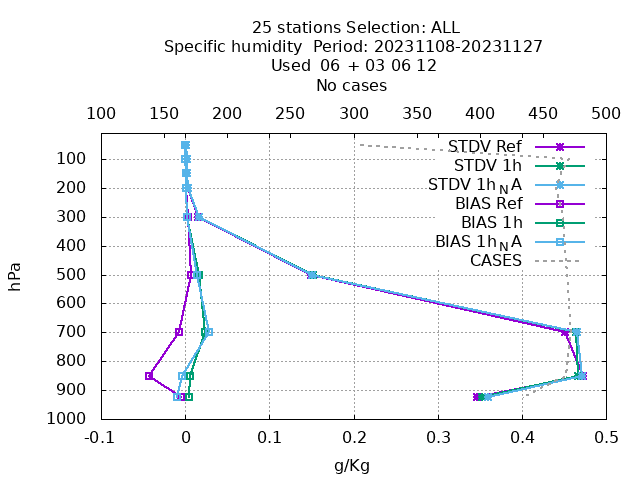 25 stations Selection: ALL
Specific humidity  Period: 20231108-20231127
Used  06 + 03 06 12
No cases
100 150 200 250 300 350 400 450 500
STDV Ref
STDV 1h
STDV 1h_N A
BIAS Ref
BIAS 1h
BIAS 1h_N A
CASES
hPa
100
200
300
400
500
600
700
800
900
1000
-0.1 0 0.1 0.2 0.3 0.4 0.5
g/Kg